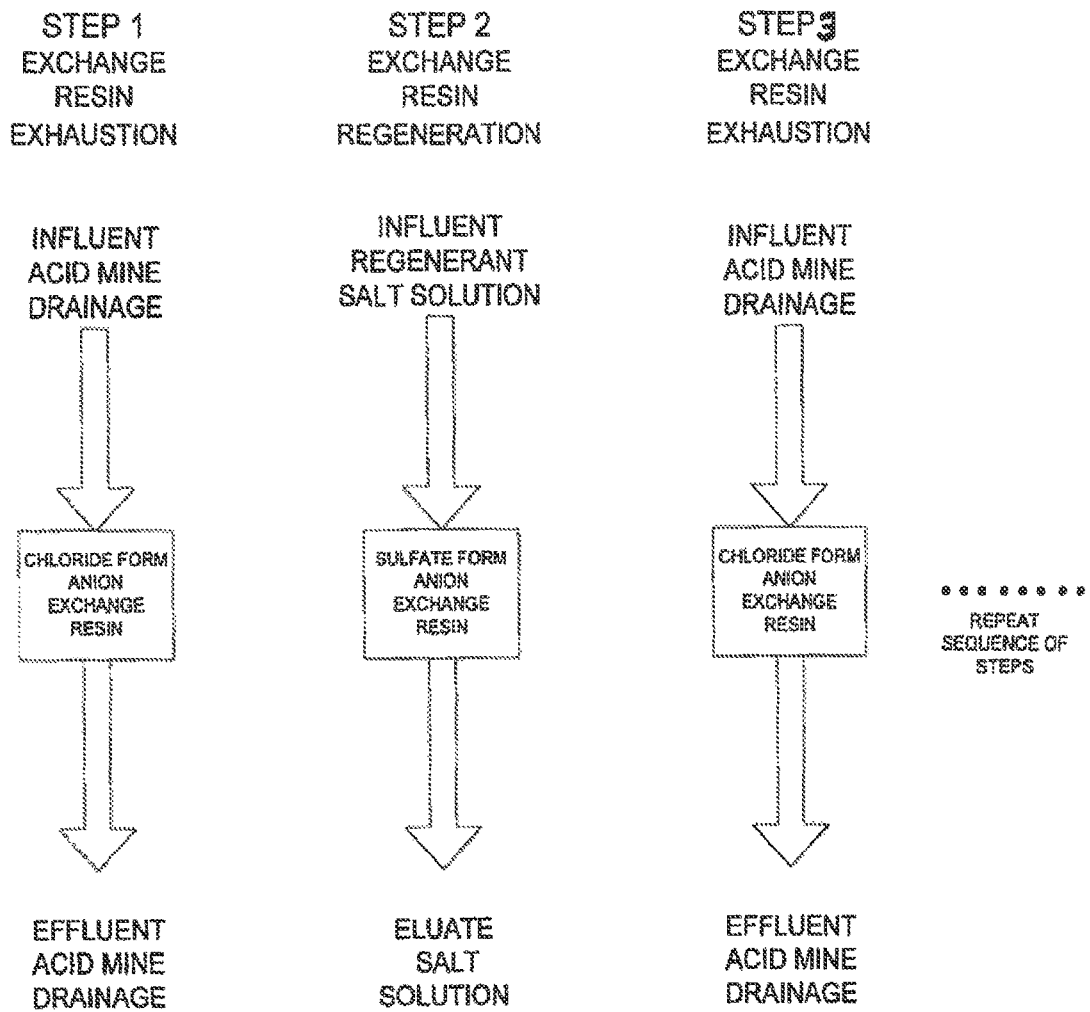 STEP 1
EXCHANGE
RESIN
EXHAUSTION
INFLUENT
ACID MINE
DRAINAGE
CHLORIDE FORM
ANION
EXCHANGE
RESIN
EFFLUENT
ACID MINE
DRAINAGE
STEP 2
EXCHANGE
RESIN
REGENERATION
INFLUENT
REGENERANT
SALT SOLUTION
SULFATE FORM
ANION
EXCHANGE
RESIN
ELUATE
SALT
SOLUTION
STEP 3
EXCHANGE
RESIN
EXHAUSTION
INFLUENT
ACID MINE
DRAINAGE
CHLORIDE FORM
ANION
EXCHANGE
RESIN
EFFLUENT
ACID MINE
DRAINAGE
REPEAT
SEQUENCE OF
STEPS